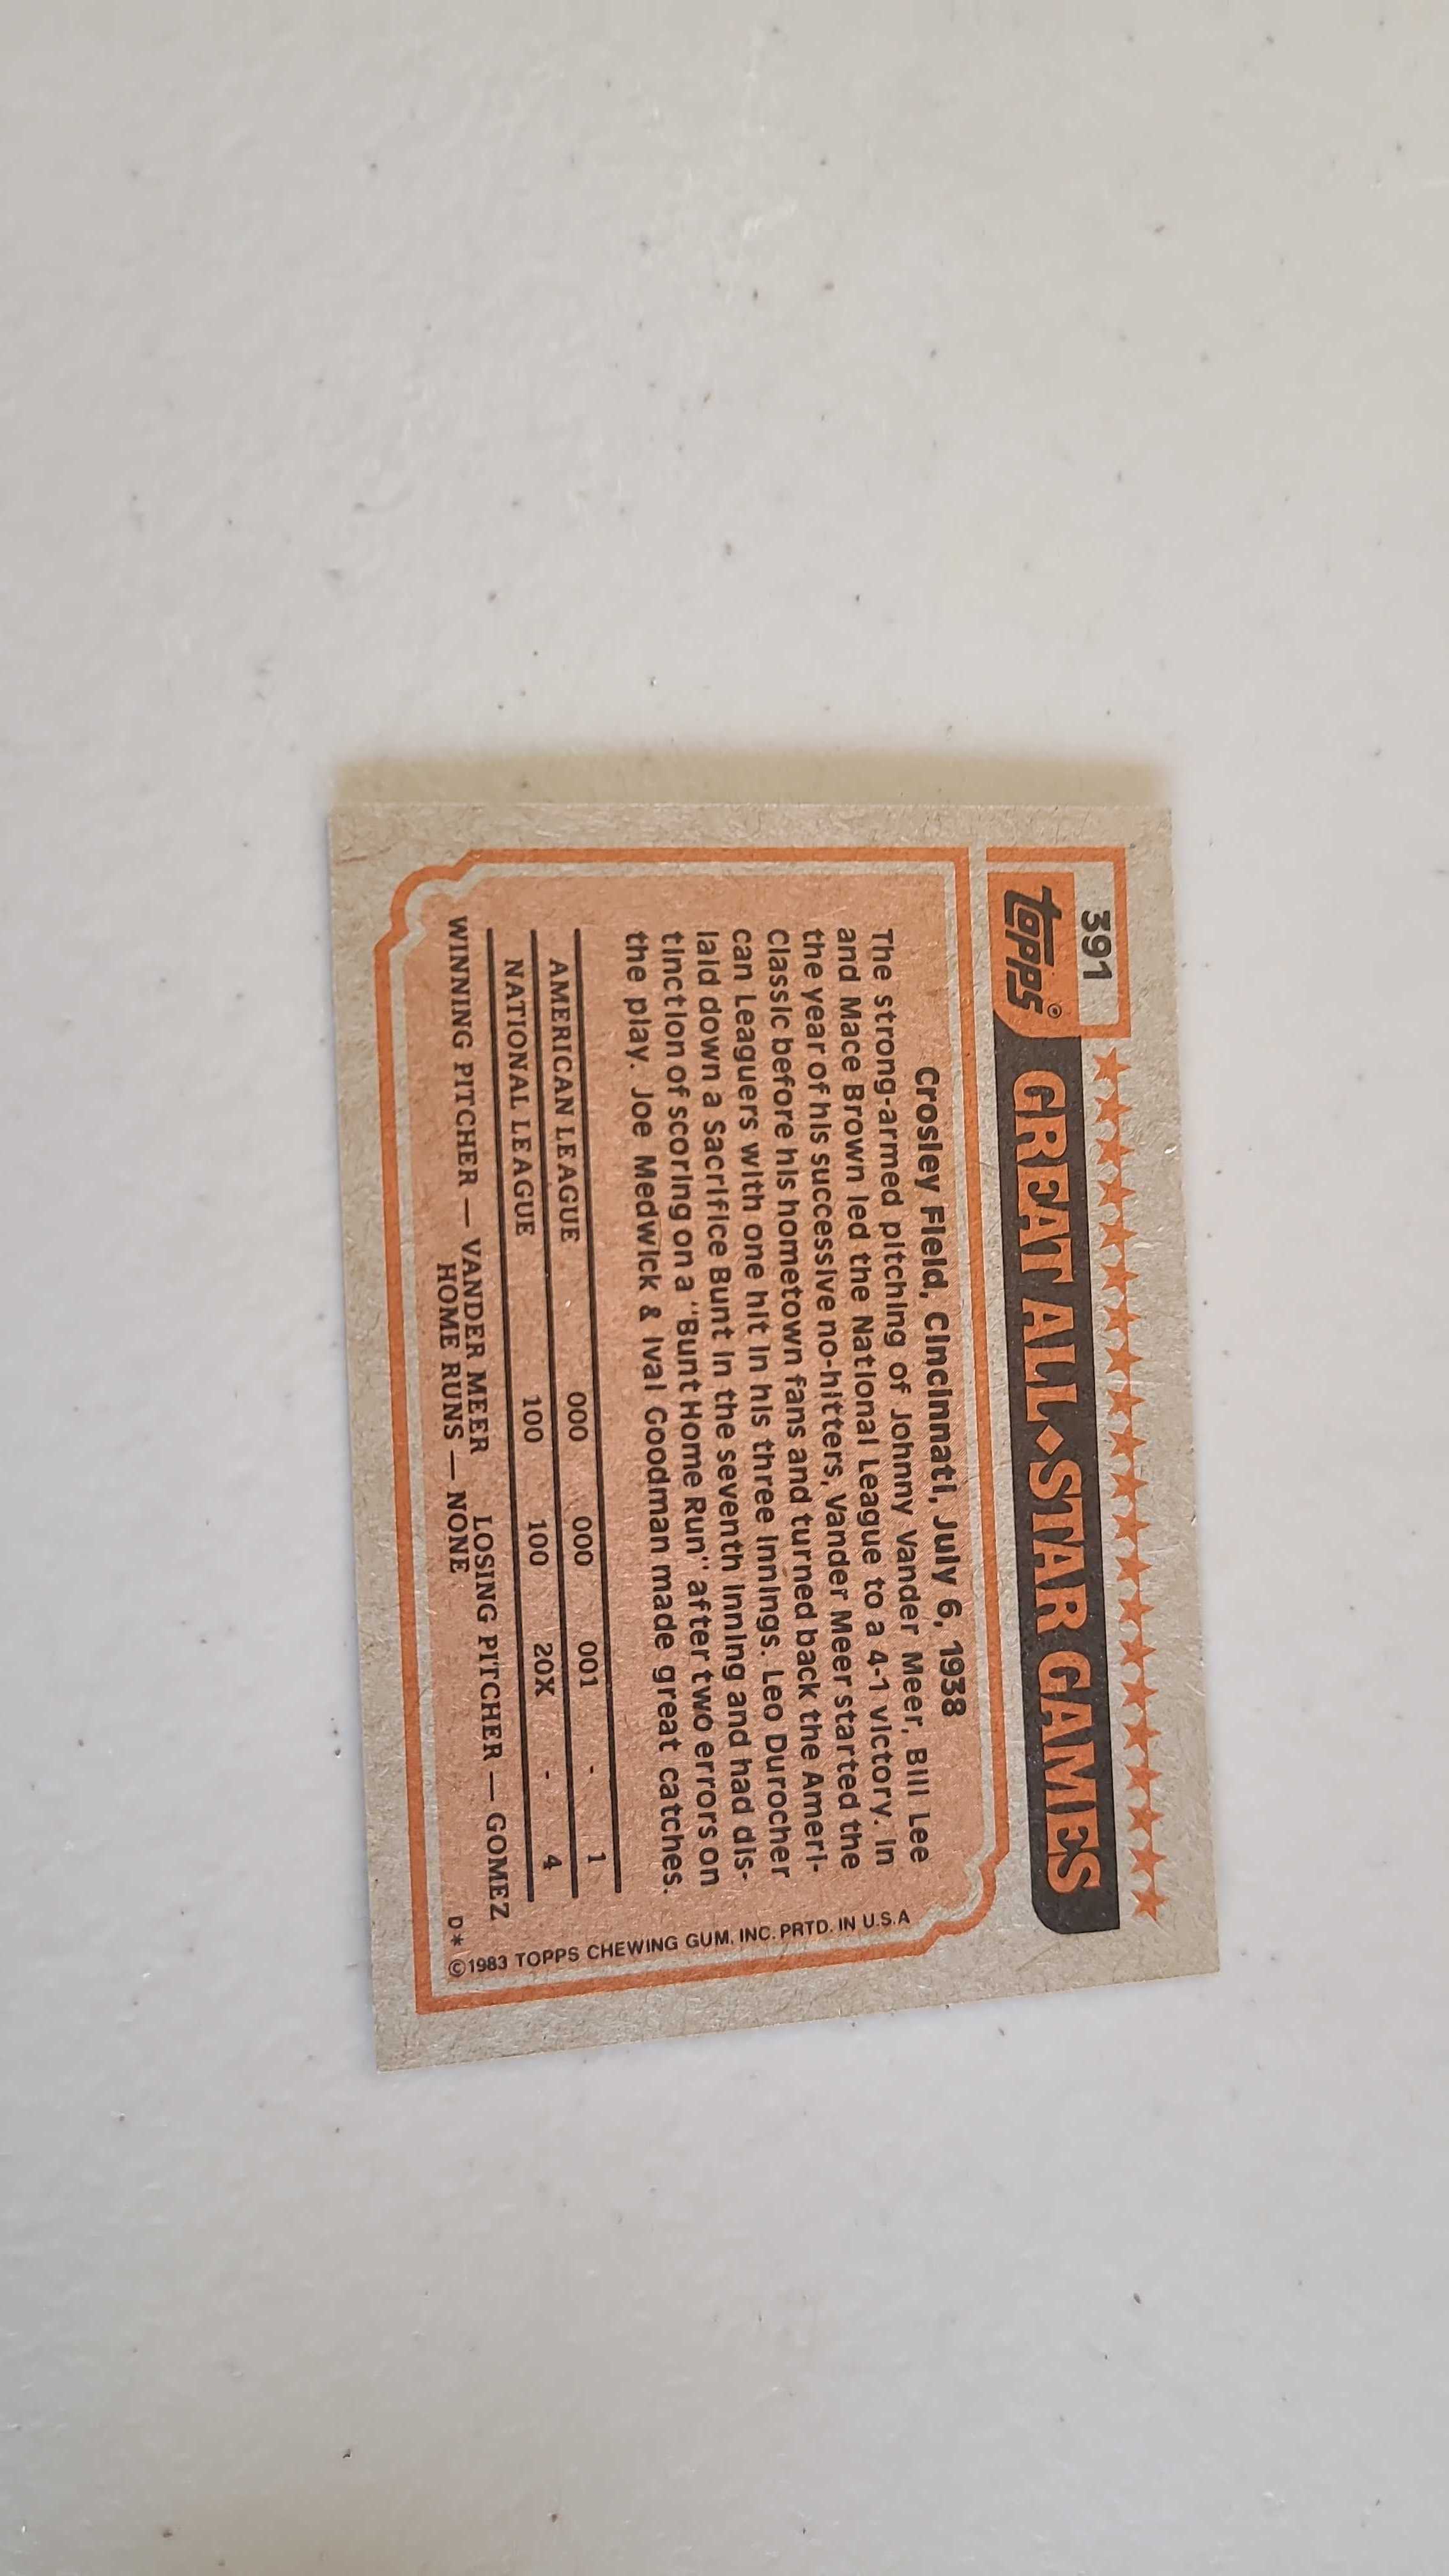 391
topps®
GREAT ALL◆STAR GAMES
Crosley Field, Cincinnati, July 6, 1938
The strong-armed pitching of Johnny Vander Meer, Bill Lee
and Mace Brown led the National League to a 4-1 victory. In
the year of his successive no-hitters, Vander Meer started the
Classic before his hometown fans and turned back the Ameri-
can Leaguers with one hit in his three innings. Leo Durocher
laid down a Sacrifice Bunt in the seventh inning and had dis-
tinction of scoring on a "Bunt Home Run" after two errors on
the play. Joe Medwick & Ival Goodman made great catches.
AMERICAN LEAGUE 000 000 001 - 1
NATIONAL LEAGUE 100 100 20X - 4
WINNING PITCHER — VANDER MEER LOSING PITCHER — GOMEZ
HOME RUNS — NONE
D*
©1983 TOPPS CHEWING GUM, INC. PRTD. IN U.S.A